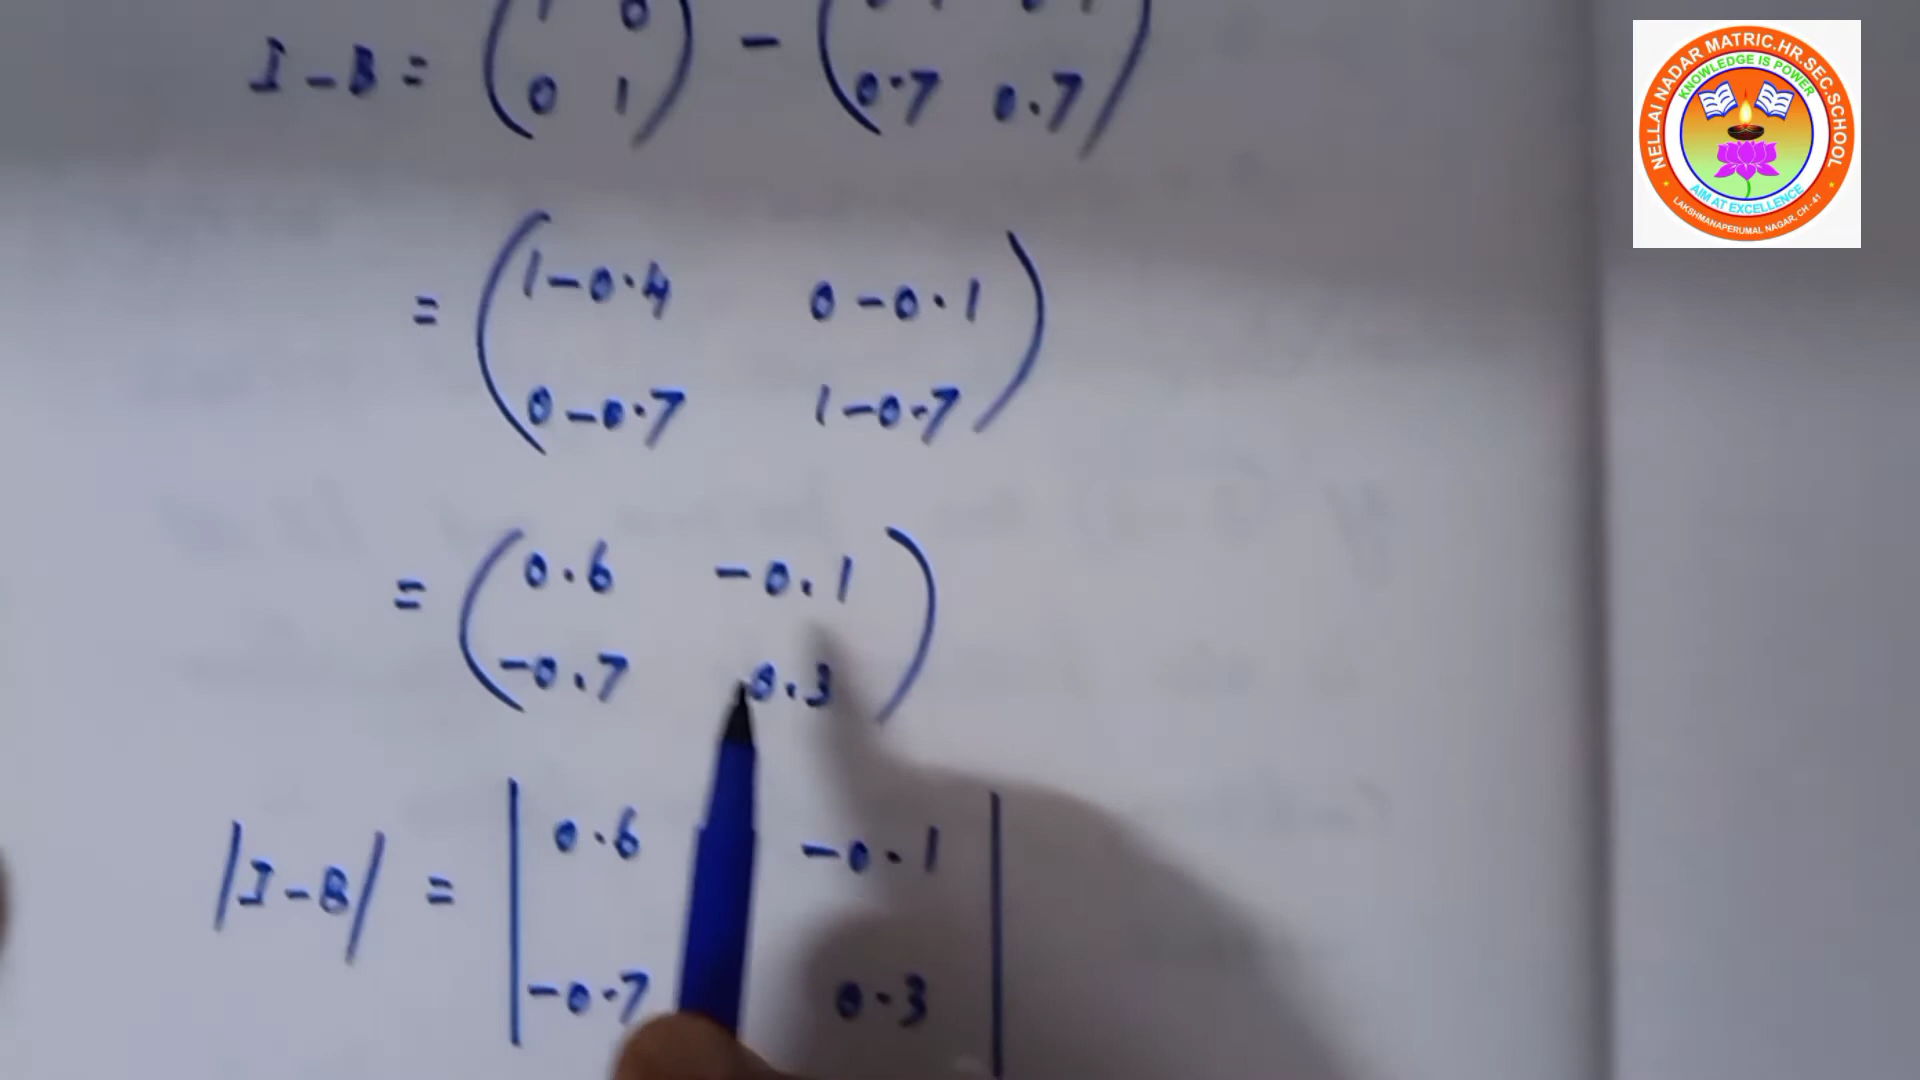 I - B = ( 1 0 0 1 ) - ( 0.7 0.7 )
= ( 1-0.4 0-0.1
0-0.7 1-0.7 )
= ( 0.6 -0.1
-0.7 0.3 )
|I-B| = | 0.6 -0.1
-0.7 0.3 |
NELLAI NADAR MATRIC.HR.SEC.SCHOOL
KNOWLEDGE IS POWER
AIM AT EXCELLENCE
LAKSHMANAPERUMAL NAGAR, CH - 41